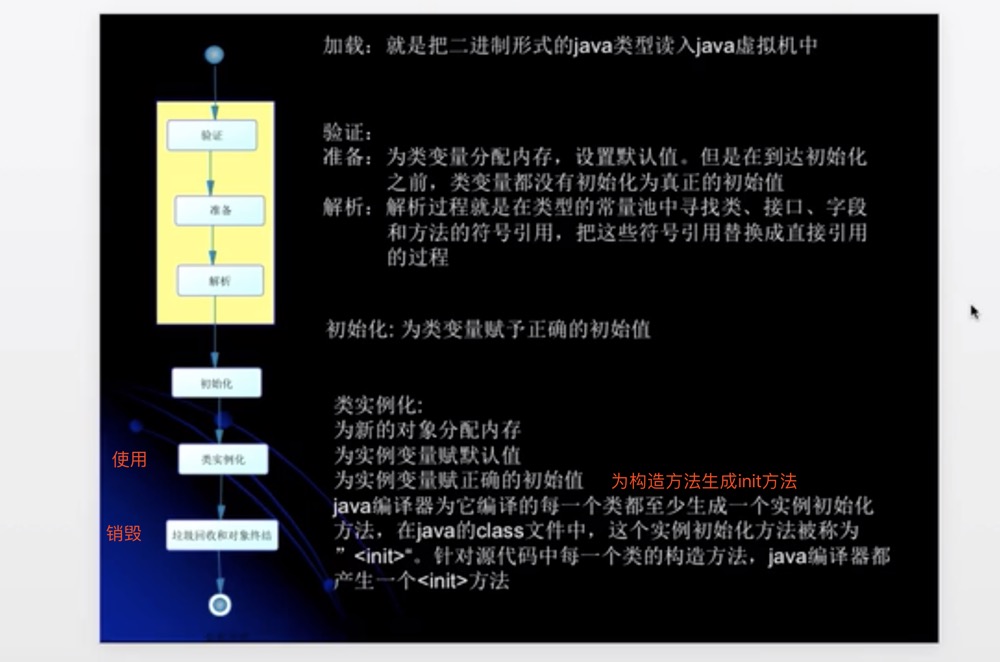 加载：就是把二进制形式的java类型读入java虚拟机中
验证
准备
解析
验证：
准备：为类变量分配内存，设置默认值。但是在到达初始化
之前，类变量都没有初始化为真正的初始值
解析：解析过程就是在类型的常量池中寻找类、接口、字段
和方法的符号引用，把这些符号引用替换成直接引用
的过程
初始化: 为类变量赋予正确的初始值
初始化
类实例化:
为新的对象分配内存
为实例变量赋默认值
为实例变量赋正确的初始值 为构造方法生成init方法
java编译器为它编译的每一个类都至少生成一个实例初始化
方法，在java的class文件中，这个实例初始化方法被称为
”<init>“。针对源代码中每一个类的构造方法，java编译器都
产生一个<init>方法
使用
类实例化
销毁
垃圾回收和对象终结